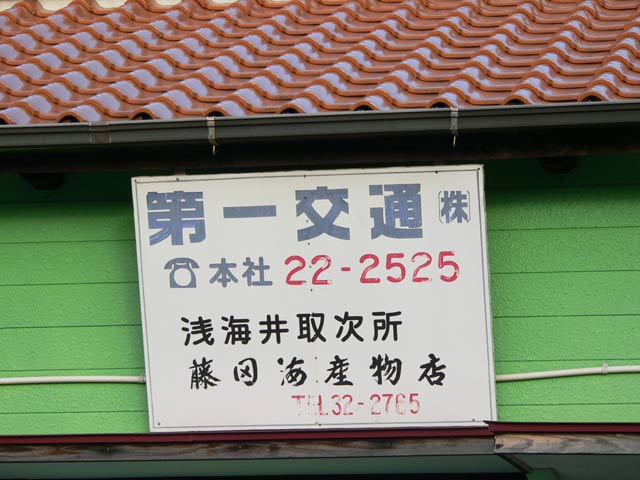 第一交通(株)
☎本社 22-2525
浅海井取次所
藤岡海産物店
TEL32-2765